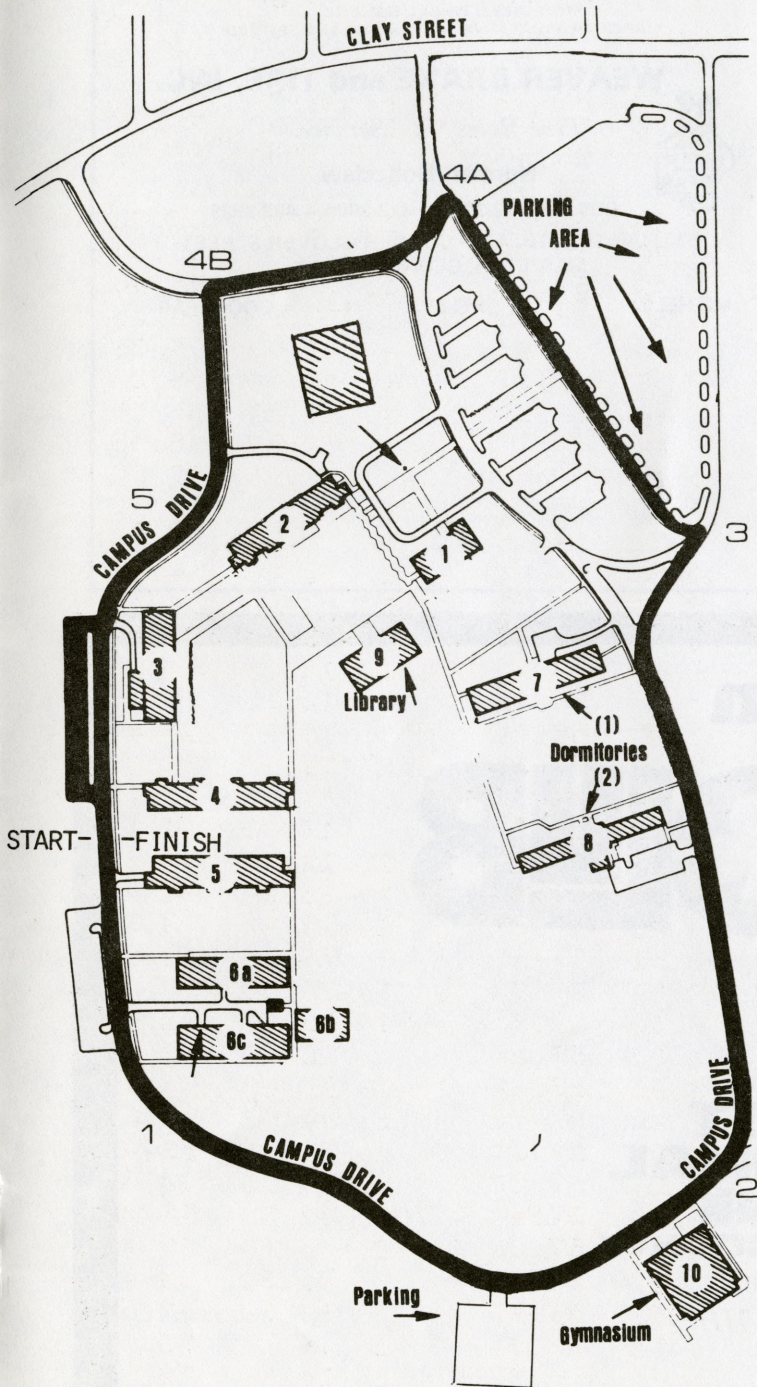 CLAY STREET
4A
PARKING
AREA
4B
3
5
CAMPUS DRIVE
2
1
3
9
Library
7
(1)
Dormitories
(2)
4
8
START- -FINISH
5
6a
6b
6c
1
CAMPUS DRIVE
CAMPUS DRIVE
2
10
Parking
Gymnasium